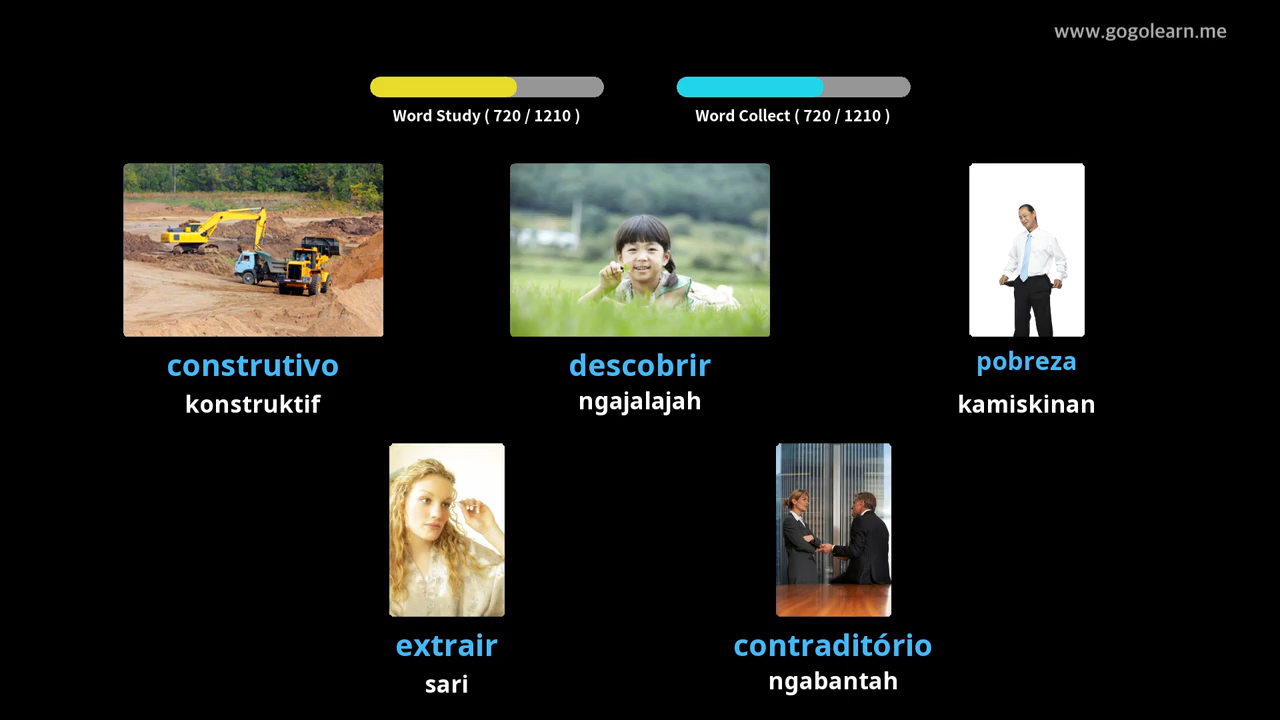 www.gogolearn.me
Word Study ( 720 / 1210 )
Word Collect ( 720 / 1210 )
construtivo
konstruktif
descobrir
ngajalajah
pobreza
kamiskinan
extrair
sari
contraditório
ngabantah